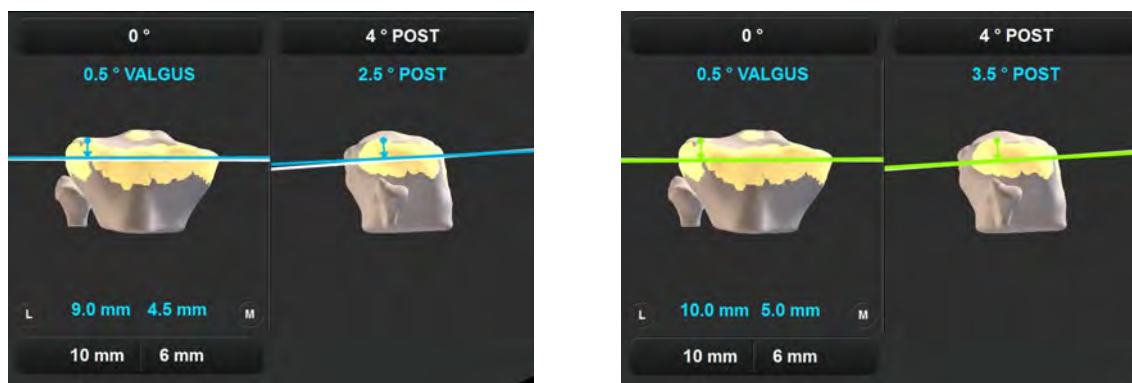 0 ° 4 ° POST
0.5 ° VALGUS 2.5 ° POST
L 9.0 mm 4.5 mm M
10 mm 6 mm
0 ° 4 ° POST
0.5 ° VALGUS 3.5 ° POST
L 10.0 mm 5.0 mm M
10 mm 6 mm